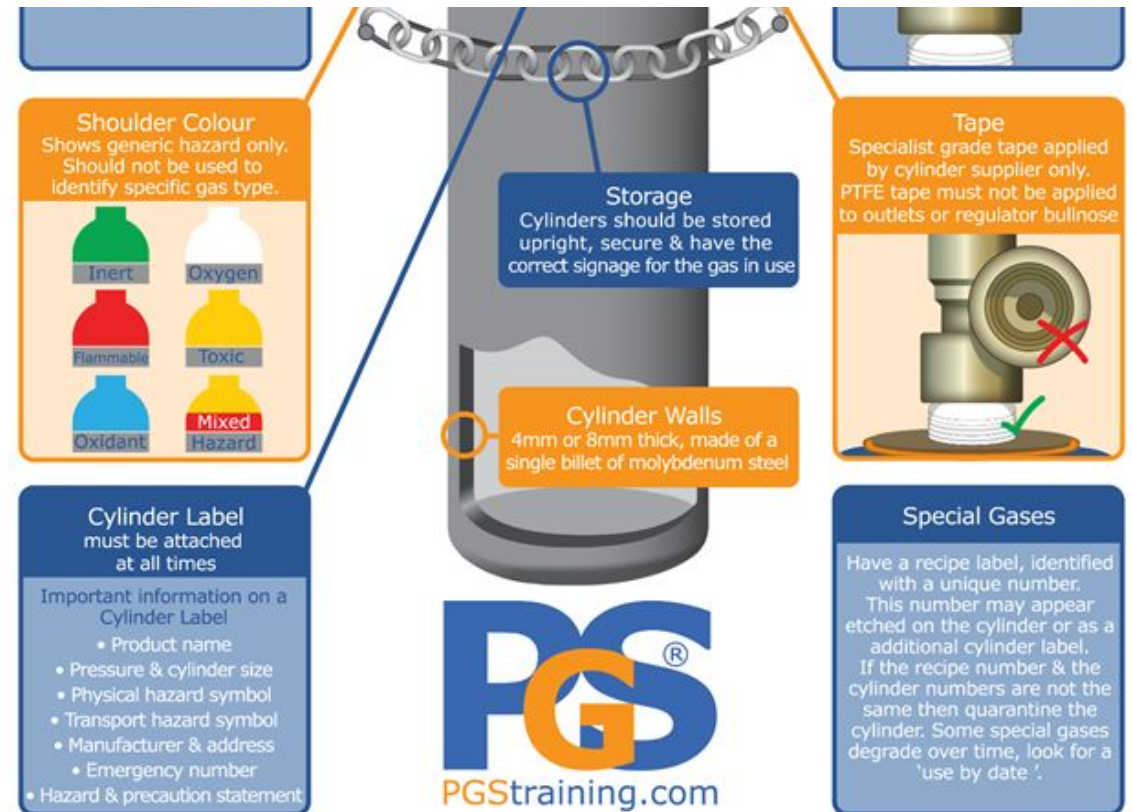 Shoulder Colour
Shows generic hazard only.
Should not be used to
identify specific gas type.
Inert
Oxygen
Flammable
Toxic
Oxidant
Mixed
Hazard
Cylinder Label
must be attached
at all times
Important information on a
Cylinder Label
• Product name
• Pressure & cylinder size
• Physical hazard symbol
• Transport hazard symbol
• Manufacturer & address
• Emergency number
• Hazard & precaution statement
Storage
Cylinders should be stored
upright, secure & have the
correct signage for the gas in use
Cylinder Walls
4mm or 8mm thick, made of a
single billet of molybdenum steel
PGS®
PGStraining.com
Tape
Specialist grade tape applied
by cylinder supplier only.
PTFE tape must not be applied
to outlets or regulator bullnose
Special Gases
Have a recipe label, identified
with a unique number.
This number may appear
etched on the cylinder or as a
additional cylinder label.
If the recipe number & the
cylinder numbers are not the
same then quarantine the
cylinder. Some special gases
degrade over time, look for a
‘use by date ’.